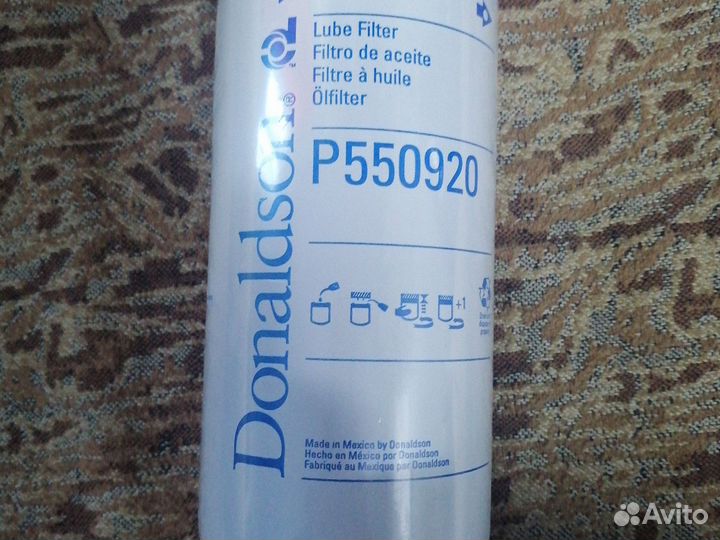 Lube Filter
Filtro de aceite
Filtre à huile
Ölfilter
Donaldson®
P550920
+1
Made in Mexico by Donaldson
Hecho en México por Donaldson
Fabriqué au Mexique par Donaldson
Avito